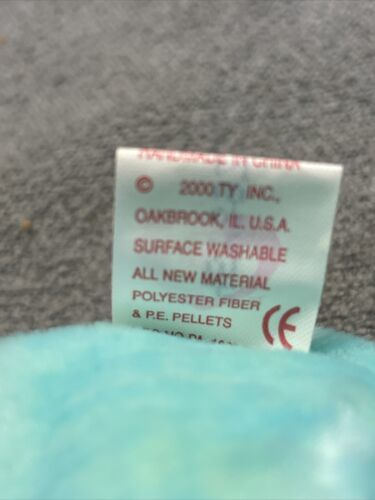 HANDMADE IN CHINA
© 2000 TY INC.,
OAKBROOK, IL. U.S.A.
SURFACE WASHABLE
ALL NEW MATERIAL
POLYESTER FIBER
& P.E. PELLETS
CE